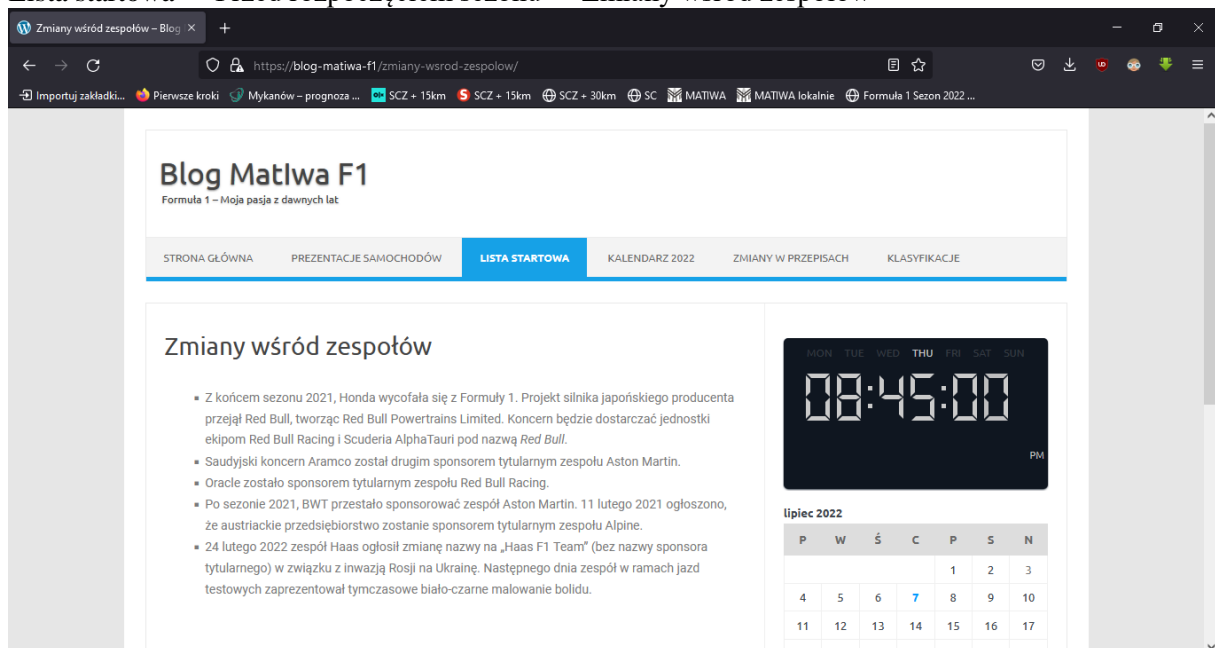 Lista startowa – Przed rozpoczęciem sezonu – Zmiany wśród zespołów
Zmiany wśród zespołów – Blog
https://blog-matiwa-f1/zmiany-wsrod-zespolow/
Importuj zakładki... Pierwsze kroki Mykanów – prognoza ... SCZ + 15km SCZ + 15km SCZ + 30km SC MATIWA MATIWA lokalnie Formuła 1 Sezon 2022 ...
Blog MatIwa F1
Formuła 1 – Moja pasja z dawnych lat
STRONA GŁÓWNA PREZENTACJE SAMOCHODÓW LISTA STARTOWA KALENDARZ 2022 ZMIANY W PRZEPISACH KLASYFIKACJE
Zmiany wśród zespołów
Z końcem sezonu 2021, Honda wycofała się z Formuły 1. Projekt silnika japońskiego producenta
przejął Red Bull, tworząc Red Bull Powertrains Limited. Koncern będzie dostarczać jednostki
ekipom Red Bull Racing i Scuderia AlphaTauri pod nazwą Red Bull.
Saudyjski koncern Aramco został drugim sponsorem tytularnym zespołu Aston Martin.
Oracle zostało sponsorem tytularnym zespołu Red Bull Racing.
Po sezonie 2021, BWT przestało sponsorować zespół Aston Martin. 11 lutego 2021 ogłoszono,
że austriackie przedsiębiorstwo zostanie sponsorem tytularnym zespołu Alpine.
24 lutego 2022 zespół Haas ogłosił zmianę nazwy na „Haas F1 Team” (bez nazwy sponsora
tytularnego) w związku z inwazją Rosji na Ukrainę. Następnego dnia zespół w ramach jazd
testowych zaprezentował tymczasowe biało-czarne malowanie bolidu.
MON TUE WED THU FRI SAT SUN
08:45:00
PM
lipiec 2022
P W Ś C P S N
1 2 3
4 5 6 7 8 9 10
11 12 13 14 15 16 17